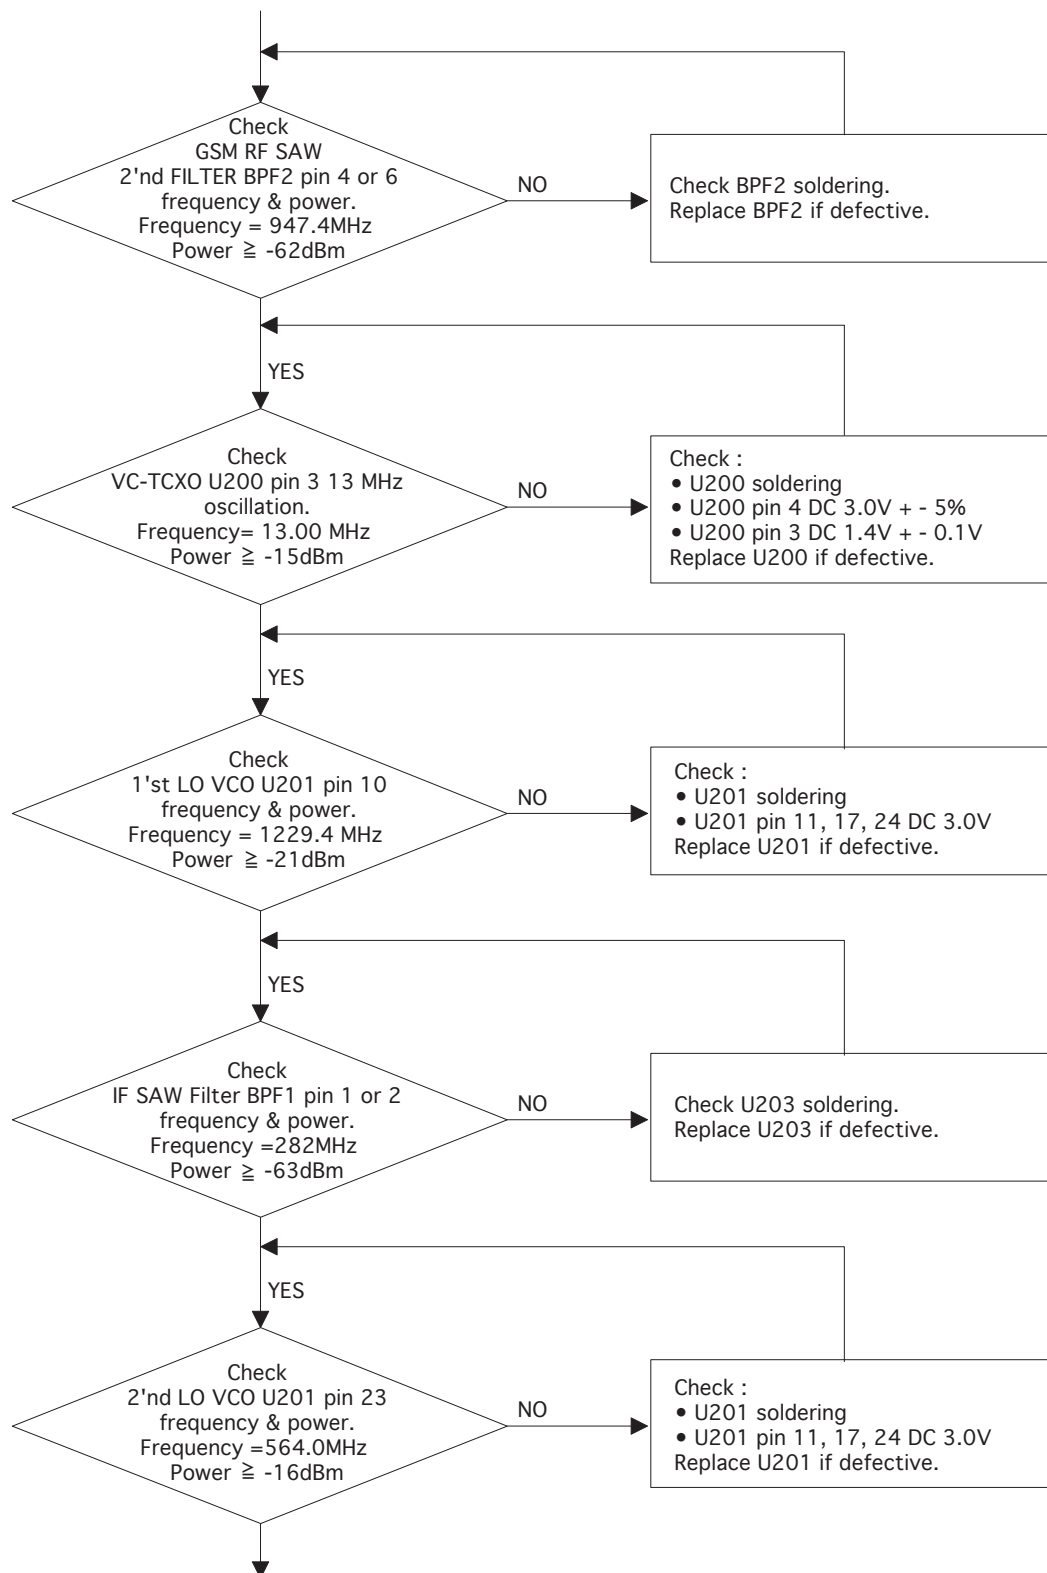 Check
GSM RF SAW
2'nd FILTER BPF2 pin 4 or 6
frequency & power.
Frequency = 947.4MHz
Power ≧ -62dBm
NO
Check BPF2 soldering.
Replace BPF2 if defective.
YES
Check
VC-TCXO U200 pin 3 13 MHz
oscillation.
Frequency= 13.00 MHz
Power ≧ -15dBm
NO
Check :
• U200 soldering
• U200 pin 4 DC 3.0V + - 5%
• U200 pin 3 DC 1.4V + - 0.1V
Replace U200 if defective.
YES
Check
1'st LO VCO U201 pin 10
frequency & power.
Frequency = 1229.4 MHz
Power ≧ -21dBm
NO
Check :
• U201 soldering
• U201 pin 11, 17, 24 DC 3.0V
Replace U201 if defective.
YES
Check
IF SAW Filter BPF1 pin 1 or 2
frequency & power.
Frequency =282MHz
Power ≧ -63dBm
NO
Check U203 soldering.
Replace U203 if defective.
YES
Check
2'nd LO VCO U201 pin 23
frequency & power.
Frequency =564.0MHz
Power ≧ -16dBm
NO
Check :
• U201 soldering
• U201 pin 11, 17, 24 DC 3.0V
Replace U201 if defective.